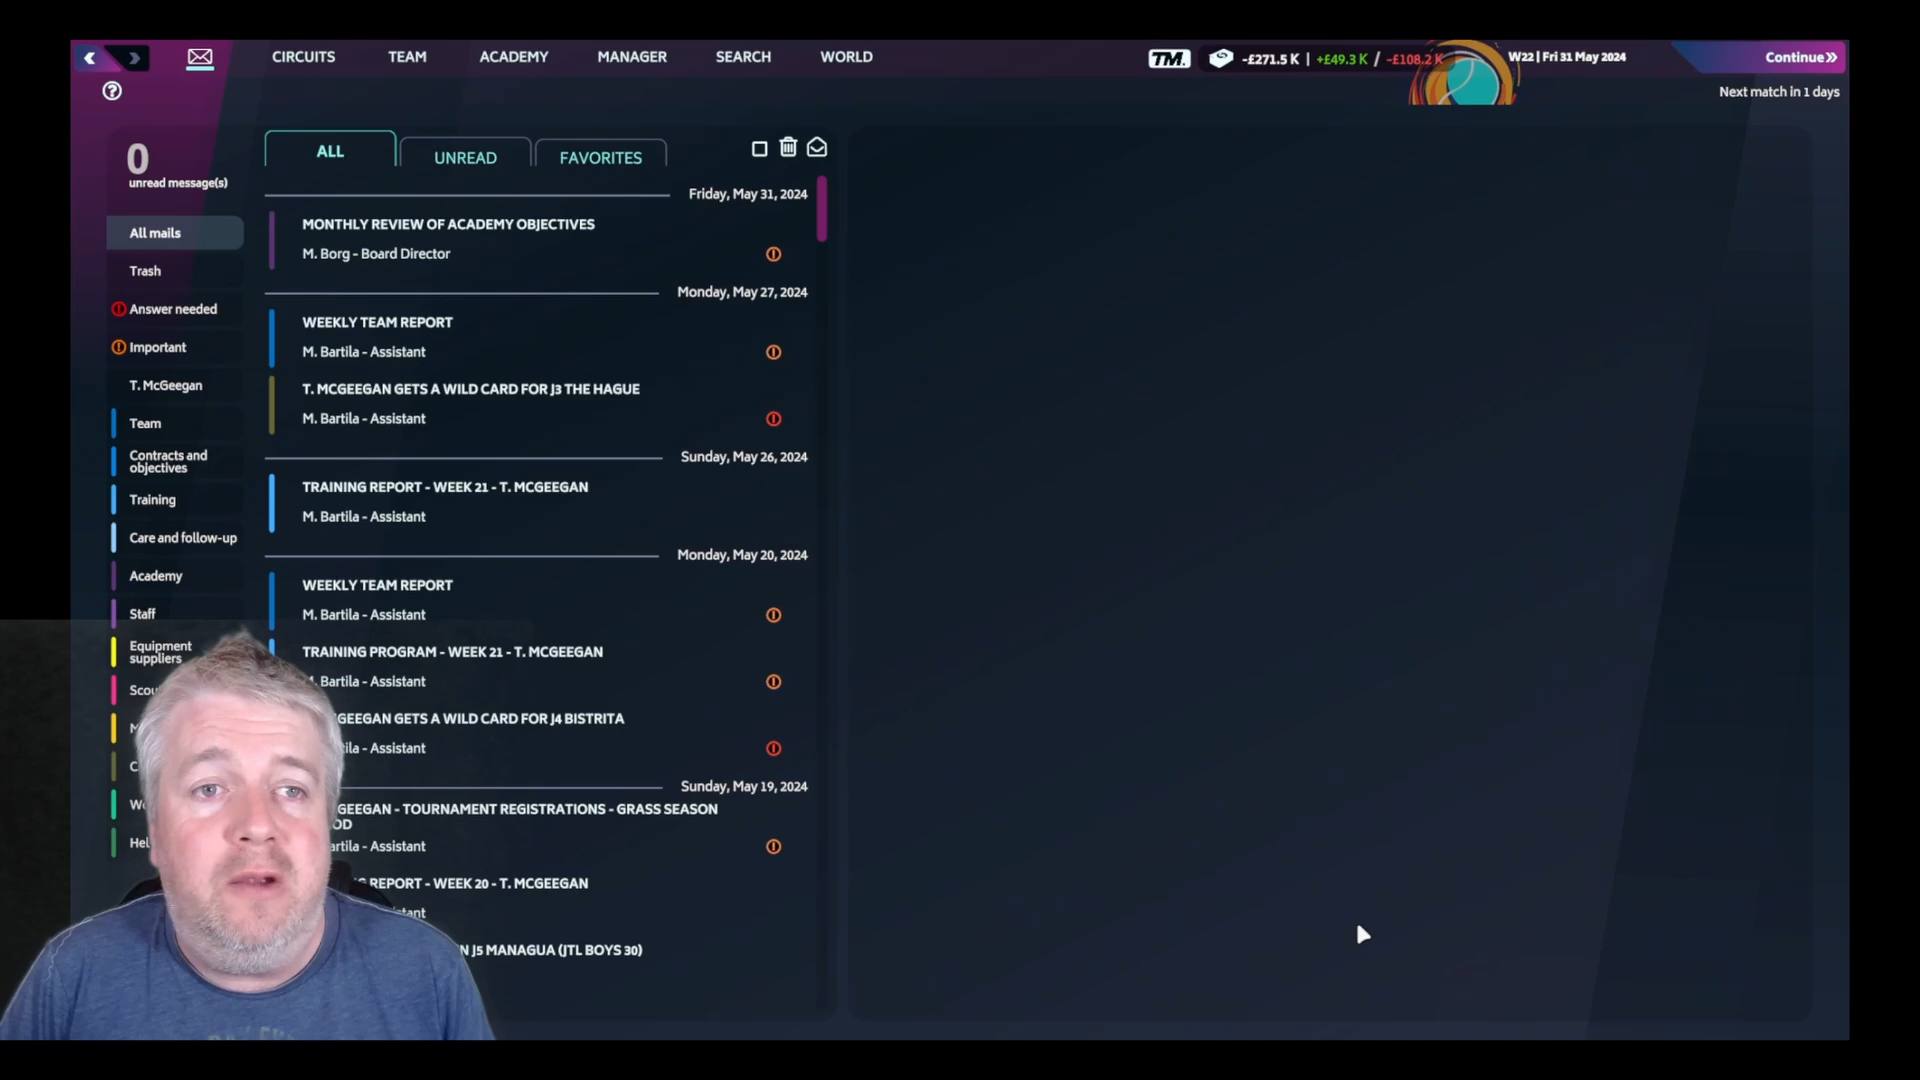 CIRCUITS TEAM ACADEMY MANAGER SEARCH WORLD
TM. -£271.5 K | +£49.3 K / -£108.2 K
W22 | Fri 31 May 2024
Continue
Next match in 1 days
0
unread message(s)
All mails
Trash
Answer needed
Important
T. McGeegan
Team
Contracts and
objectives
Training
Care and follow-up
Academy
Staff
Equipment
suppliers
ALL UNREAD FAVORITES
Friday, May 31, 2024
MONTHLY REVIEW OF ACADEMY OBJECTIVES
M. Borg - Board Director
Monday, May 27, 2024
WEEKLY TEAM REPORT
M. Bartila - Assistant
T. MCGEEGAN GETS A WILD CARD FOR J3 THE HAGUE
M. Bartila - Assistant
Sunday, May 26, 2024
TRAINING REPORT - WEEK 21 - T. MCGEEGAN
M. Bartila - Assistant
Monday, May 20, 2024
WEEKLY TEAM REPORT
M. Bartila - Assistant
TRAINING PROGRAM - WEEK 21 - T. MCGEEGAN
Bartila - Assistant
GEEGAN GETS A WILD CARD FOR J4 BISTRITA
tila - Assistant
Sunday, May 19, 2024
GEEGAN - TOURNAMENT REGISTRATIONS - GRASS SEASON
OD
artila - Assistant
REPORT - WEEK 20 - T. MCGEEGAN
tant
N J5 MANAGUA (JTL BOYS 30)